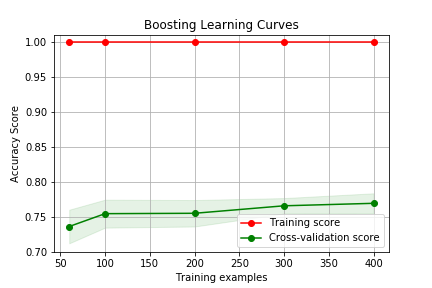 Boosting Learning Curves
Accuracy Score
1.00
0.95
0.90
0.85
0.80
0.75
0.70
Training score
Cross-validation score
50 100 150 200 250 300 350 400
Training examples